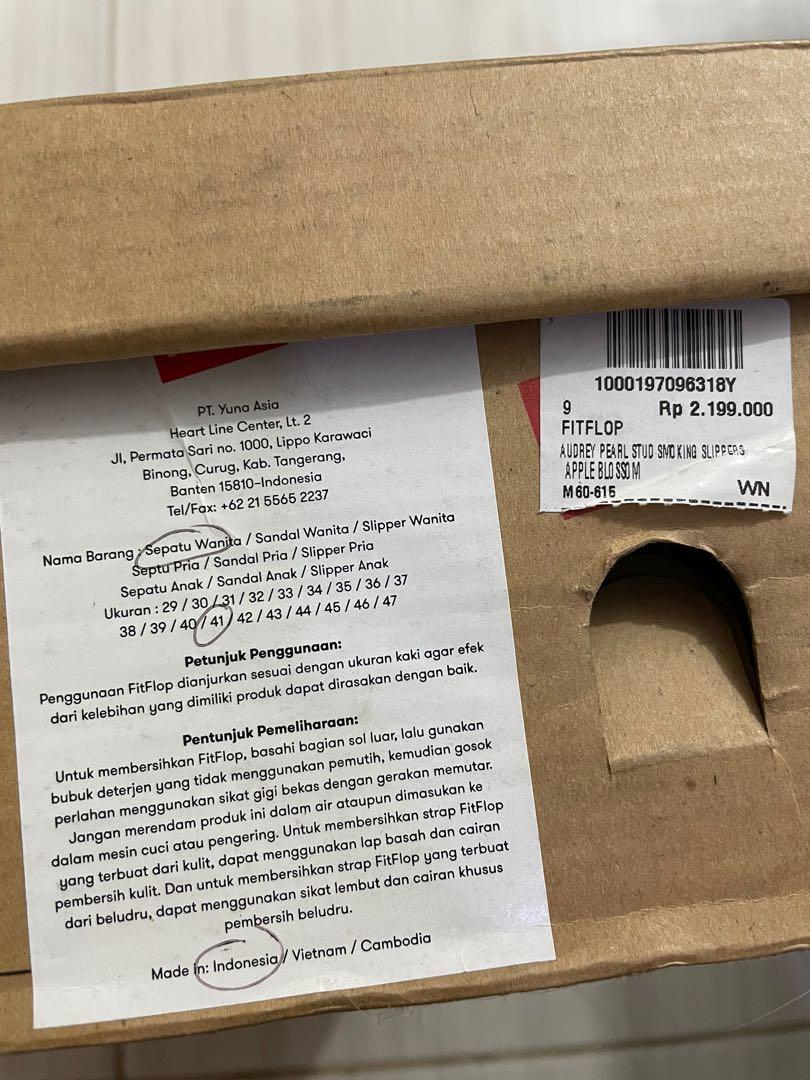 PT. Yuna Asia
Heart Line Center, Lt. 2
Jl, Permata Sari no. 1000, Lippo Karawaci
Binong, Curug, Kab. Tangerang,
Banten 15810-Indonesia
Tel/Fax: +62 21 5565 2237
Nama Barang : Sepatu Wanita / Sandal Wanita / Slipper Wanita
Septu Pria / Sandal Pria / Slipper Pria
Sepatu Anak / Sandal Anak / Slipper Anak
Ukuran : 29 / 30 / 31 / 32 / 33 / 34 / 35 / 36 / 37
38 / 39 / 40 / 41 / 42 / 43 / 44 / 45 / 46 / 47
Petunjuk Penggunaan:
Penggunaan FitFlop dianjurkan sesuai dengan ukuran kaki agar efek
dari kelebihan yang dimiliki produk dapat dirasakan dengan baik.
Pentunjuk Pemeliharaan:
Untuk membersihkan FitFlop, basahi bagian sol luar, lalu gunakan
bubuk deterjen yang tidak menggunakan pemutih, kemudian gosok
perlahan menggunakan sikat gigi bekas dengan gerakan memutar.
Jangan merendam produk ini dalam air ataupun dimasukan ke
dalam mesin cuci atau pengering. Untuk membersihkan strap FitFlop
yang terbuat dari kulit, dapat menggunakan lap basah dan cairan
pembersih kulit. Dan untuk membersihkan strap FitFlop yang terbuat
dari beludru, dapat menggunakan sikat lembut dan cairan khusus
pembersih beludru.
Made in: Indonesia / Vietnam / Cambodia
1000197096318Y
9 Rp 2.199.000
FITFLOP
AUDREY PEARL STUD SMOKING SLIPPERS
APPLE BLOSSOM
M60-615 WN